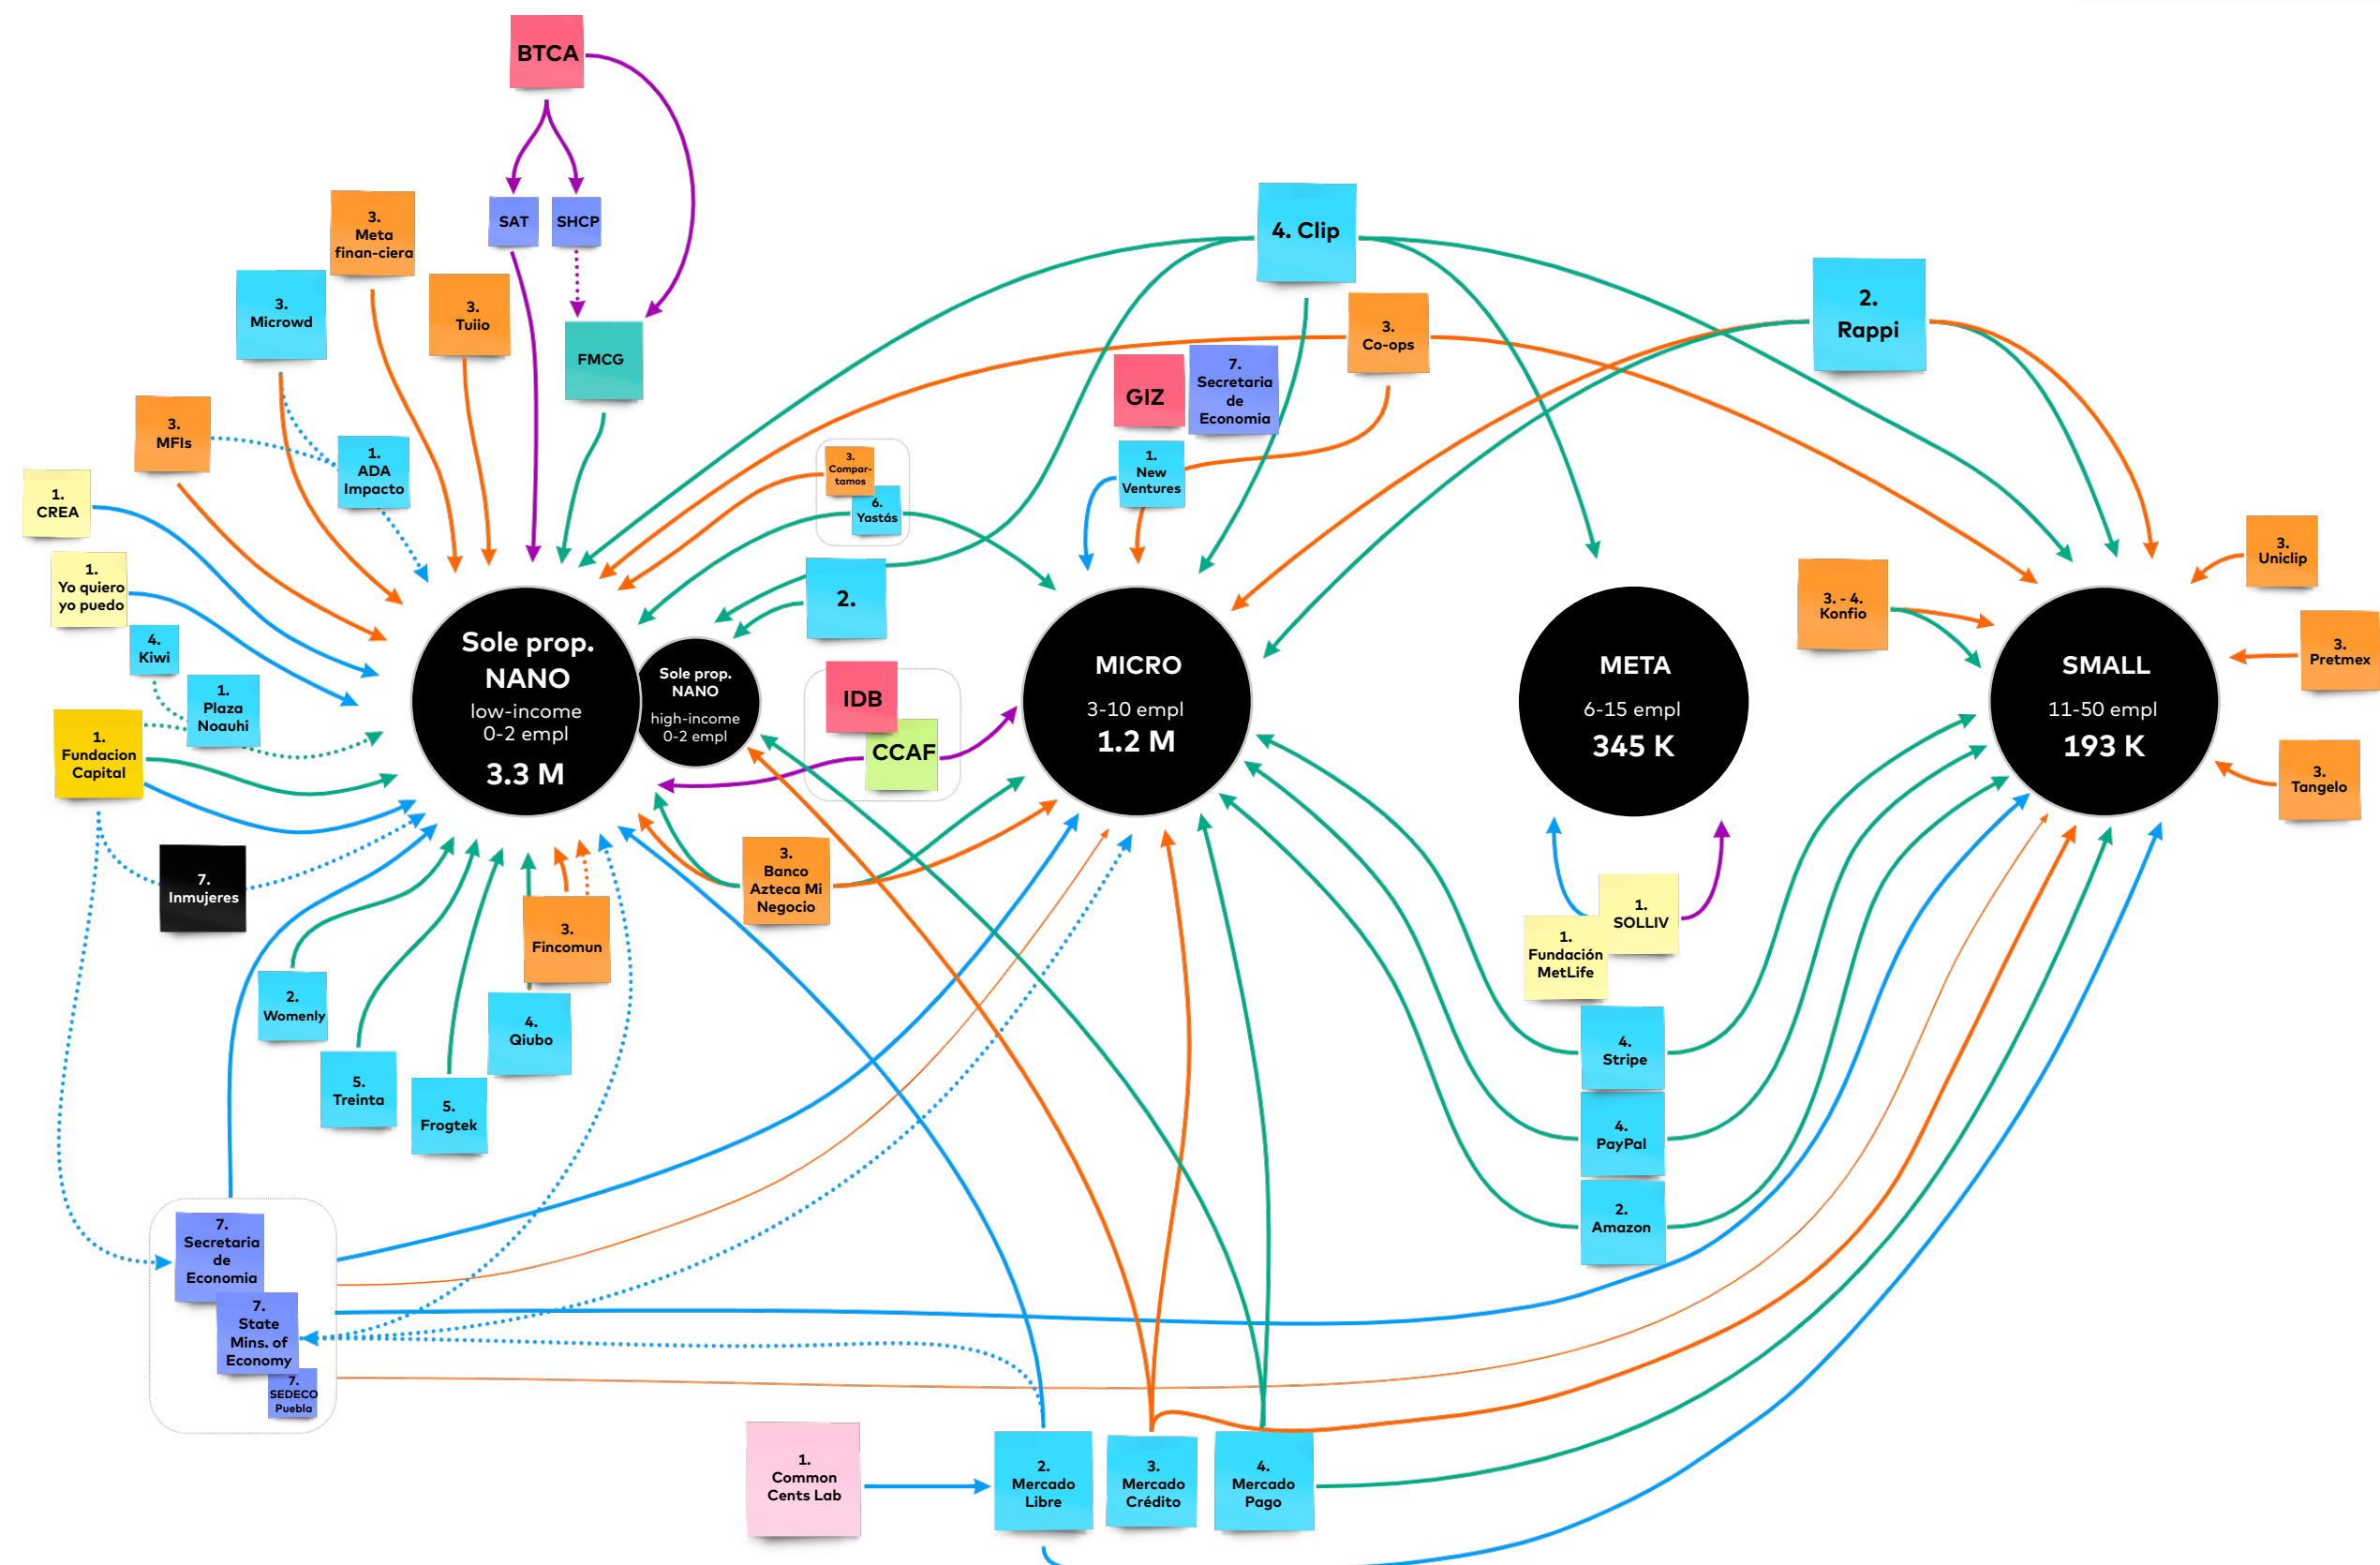 BTCA
SAT
SHCP
FMCG
3.
Meta
finan-ciera
3.
Microwd
3.
Tuiio
3.
MFIs
1.
ADA
Impacto
1.
CREA
1.
Yo quiero
yo puedo
4.
Kiwi
1.
Plaza
Noauhi
1.
Fundacion
Capital
7.
Inmujeres
2.
Womenly
5.
Treinta
5.
Frogtek
4.
Qiubo
3.
Fincomun
Sole prop.
NANO
low-income
0-2 empl
3.3 M
Sole prop.
NANO
high-income
0-2 empl
3.
Compar-
tamos
6.
Yastás
2.
IDB
CCAF
3.
Banco
Azteca Mi
Negocio
4. Clip
3.
Co-ops
GIZ
7.
Secretaria
de
Economia
1.
New
Ventures
MICRO
3-10 empl
1.2 M
2.
Rappi
META
6-15 empl
345 K
3. - 4.
Konfio
SMALL
11-50 empl
193 K
3.
Uniclip
3.
Pretmex
3.
Tangelo
1.
SOLLIV
1.
Fundación
MetLife
4.
Stripe
4.
PayPal
2.
Amazon
7.
Secretaria
de
Economia
7.
State
Mins. of
Economy
7.
SEDECO
Puebla
1.
Common
Cents Lab
2.
Mercado
Libre
3.
Mercado
Crédito
4.
Mercado
Pago